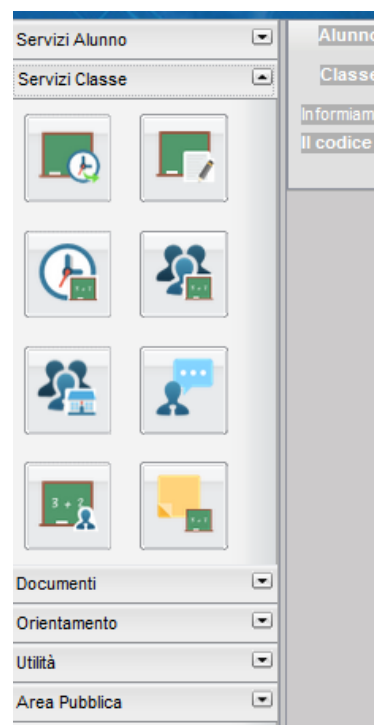 Servizi Alunno
Alunno
Servizi Classe
Classe
Informiam
Il codice
3 + 2
Documenti
Orientamento
Utilità
Area Pubblica